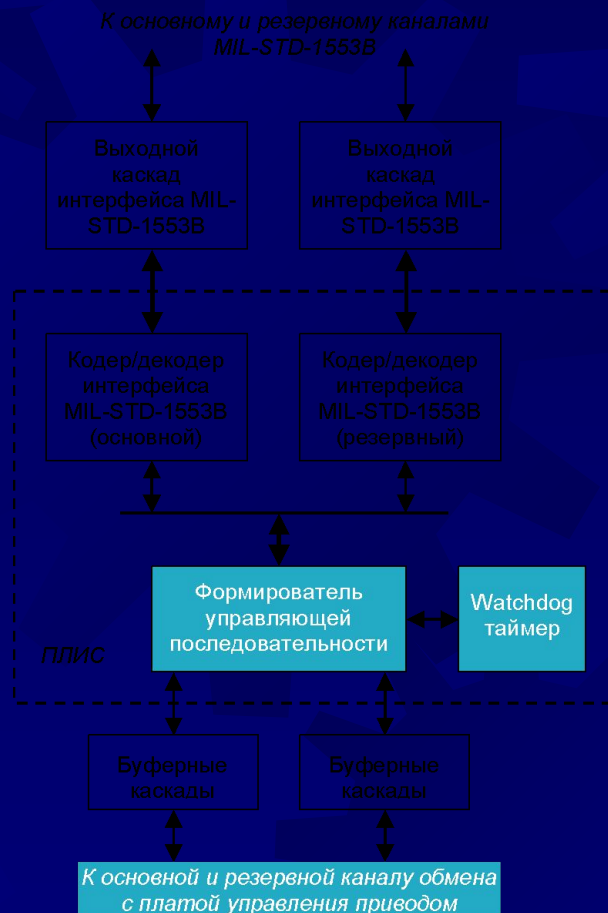 К основному и резервному каналами
MIL-STD-1553B
Выходной
каскад
интерфейса MIL-
STD-1553B
Выходной
каскад
интерфейса MIL-
STD-1553B
Кодер/декодер
интерфейса
MIL-STD-1553B
(основной)
Кодер/декодер
интерфейса
MIL-STD-1553B
(резервный)
Формирователь
управляющей
последовательности
Watchdog
таймер
ПЛИС
Буферные
каскады
Буферные
каскады
К основной и резервной каналу обмена
с платой управления приводом